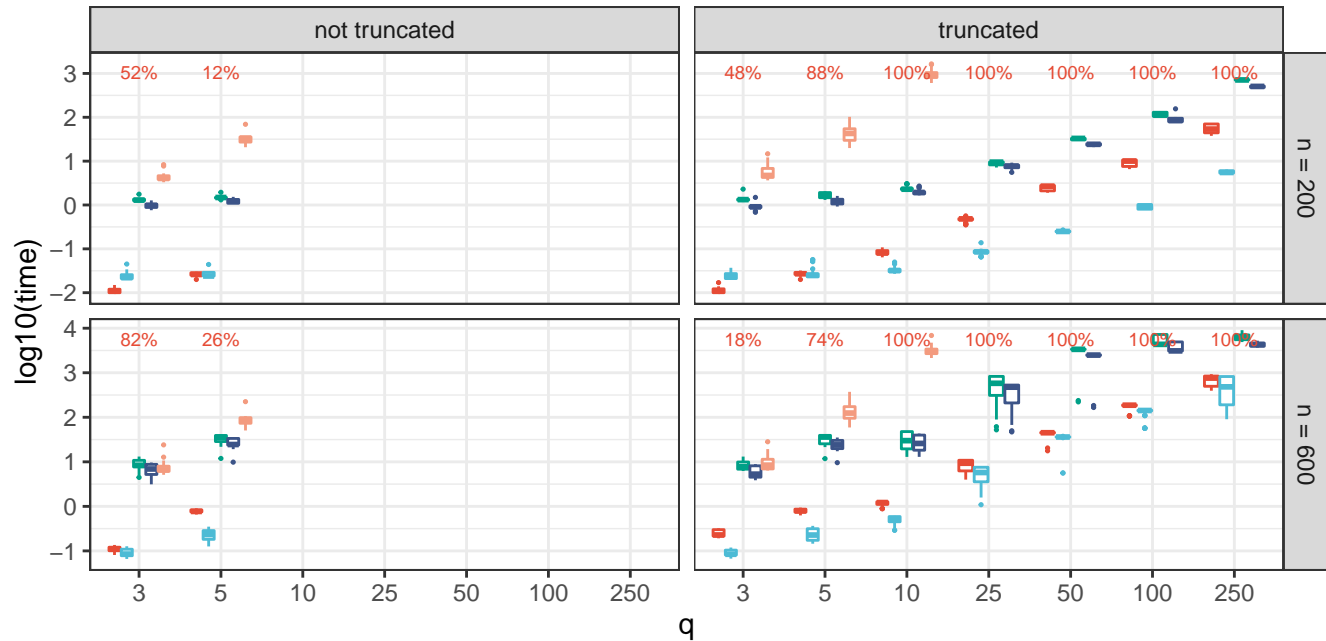 not truncated truncated
52% 12% 48% 88% 100% 100% 100% 100% 100%
3
2
1
0
−1
−2
n = 200
82% 26% 18% 74% 100% 100% 100% 100% 100%
4
3
2
1
0
−1
n = 600
log10(time)
3 5 10 25 50 100 250 3 5 10 25 50 100 250
q